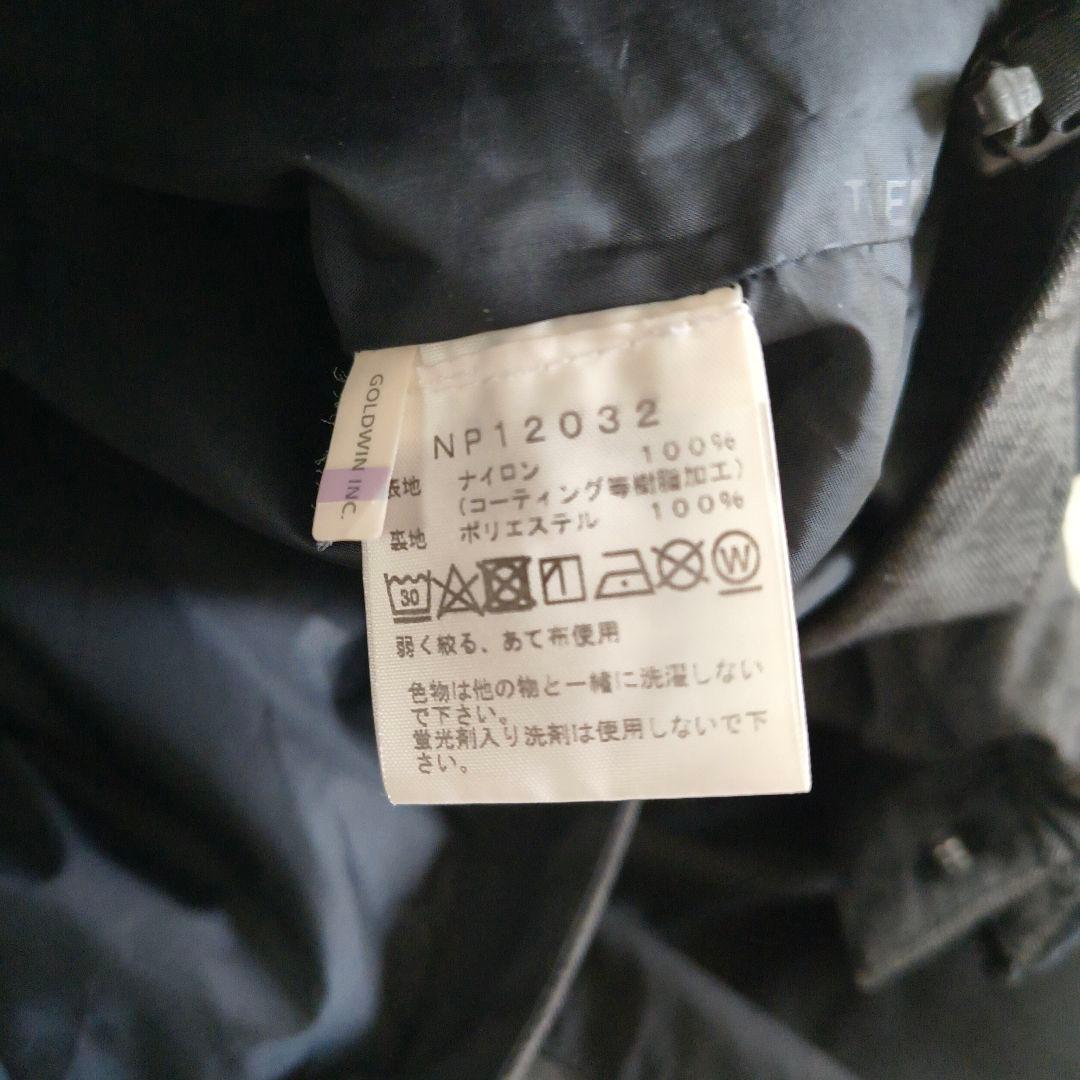 TE
GOLDWIN INC.
NP12032
表地 ナイロン 100%
(コーティング等樹脂加工)
裏地 ポリエステル 100%
30 W
弱く絞る、あて布使用
色物は他の物と一緒に洗濯しない
で下さい。
蛍光剤入り洗剤は使用しないで下
さい。